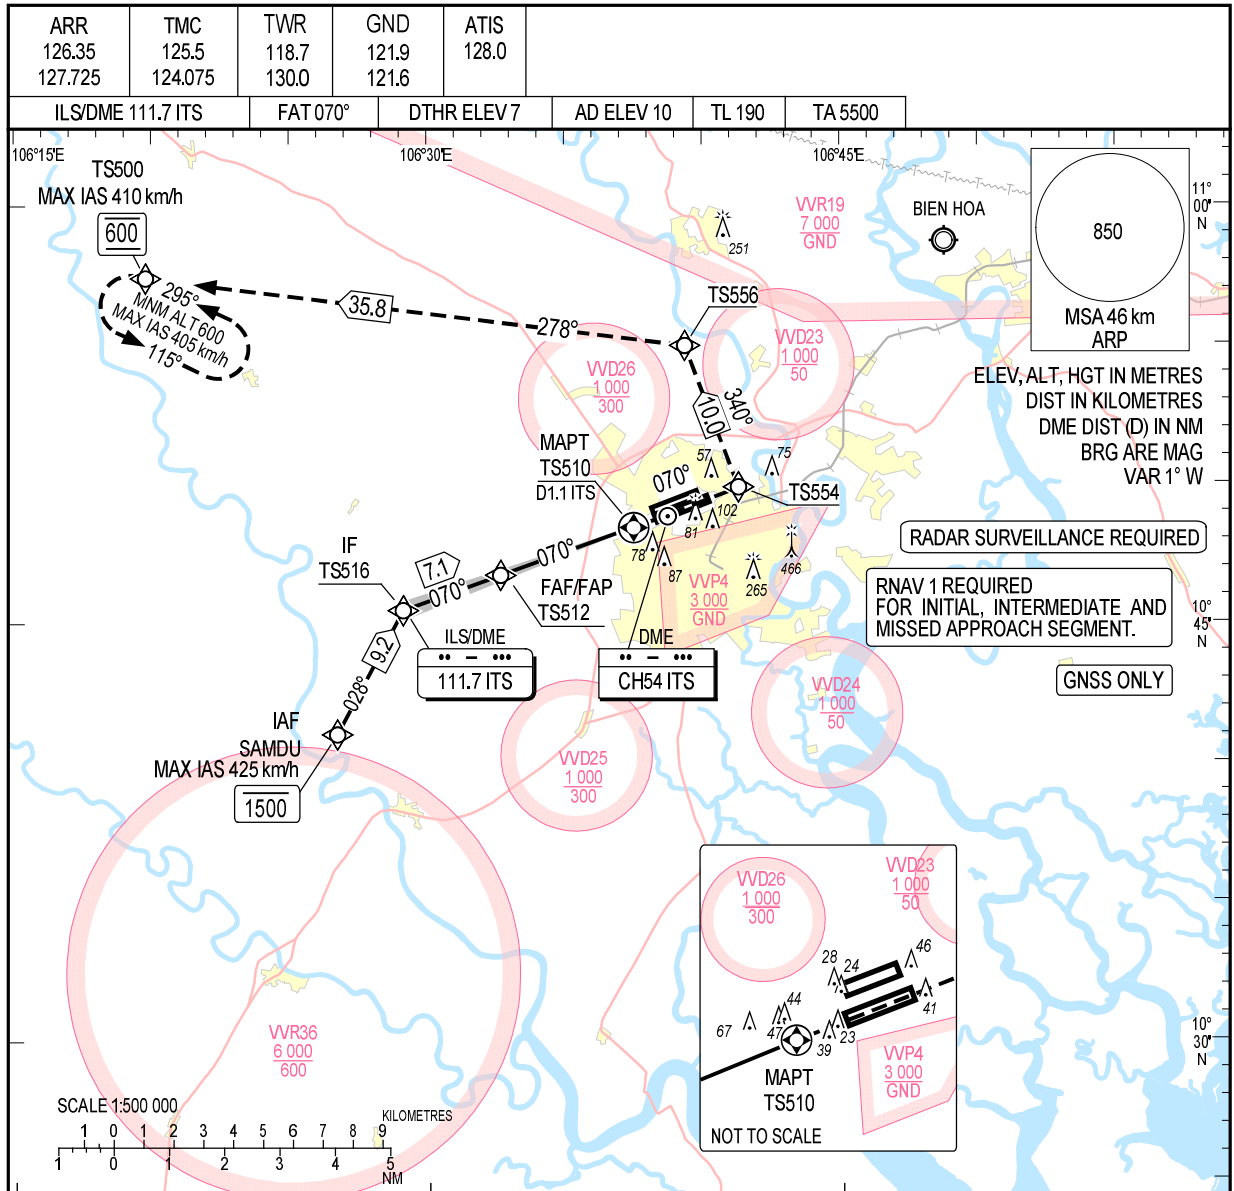 ARR
126.35
127.725
TMC
125.5
124.075
TWR
118.7
130.0
GND
121.9
121.6
ATIS
128.0
ILS/DME 111.7 ITS
FAT 070°
DTHR ELEV 7
AD ELEV 10
TL 190
TA 5500
106°15'E
106°30'E
106°45'E
TS500
MAX IAS 410 km/h
600
295°
MNM ALT 600
MAX IAS 405 km/h
115°
35.8
278°
TS556
251
VVR19
7 000
GND
BIEN HOA
850
MSA 46 km
ARP
11°
00'
N
VVD23
1 000
50
VVD26
1 000
300
10.0
340°
ELEV, ALT, HGT IN METRES
DIST IN KILOMETRES
DME DIST (D) IN NM
BRG ARE MAG
VAR 1° W
MAPT
TS510
D1.1 ITS
57
75
070°
TS554
102
81
78
87
466
265
VVP4
3 000
GND
RADAR SURVEILLANCE REQUIRED
RNAV 1 REQUIRED
FOR INITIAL, INTERMEDIATE AND
MISSED APPROACH SEGMENT.
10°
45'
N
GNSS ONLY
IF
TS516
7.1
070°
070°
FAF/FAP
TS512
9.2
028°
ILS/DME
111.7 ITS
DME
CH54 ITS
IAF
SAMDU
MAX IAS 425 km/h
1500
VVD24
1 000
50
VVD25
1 000
300
VVR36
6 000
600
VVD26
1 000
300
VVD23
1 000
50
28
24
46
44
67
47
39
23
41
VVP4
3 000
GND
MAPT
TS510
NOT TO SCALE
10°
30'
N
SCALE 1:500 000
KILOMETRES
1 0 1 2 3 4 5 6 7 8 9
1 0 1 2 3 4 5
NM